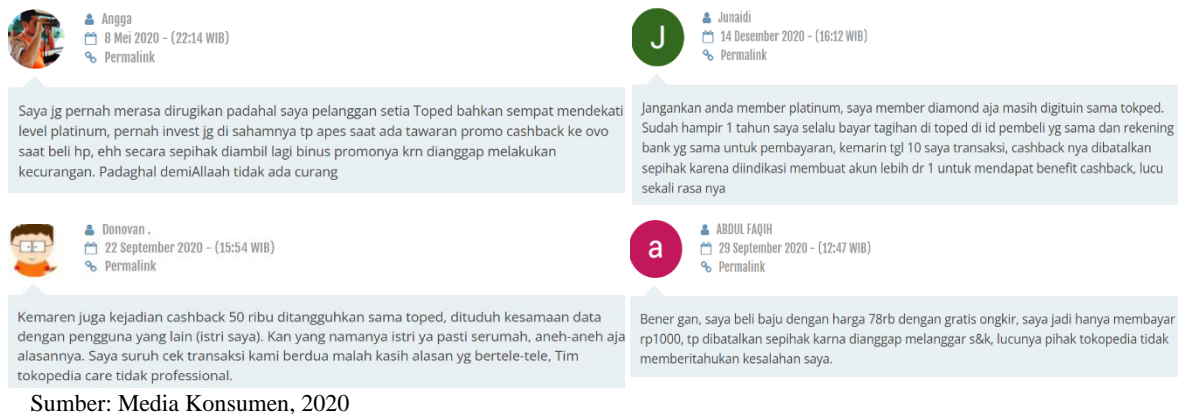 Angga
8 Mei 2020 - (22:14 WIB)
Permalink
Saya jg pernah merasa dirugikan padahal saya pelanggan setia Toped bahkan sempat mendekati
level platinum, pernah invest jg di sahamnya tp apes saat ada tawaran promo cashback ke ovo
saat beli hp, ehh secara sepihak diambil lagi binus promonya krn dianggap melakukan
kecurangan. Padaghal demiAllaah tidak ada curang
J
Junaidi
14 Desember 2020 - (16:12 WIB)
Permalink
Jangankan anda member platinum, saya member diamond aja masih digituin sama tokped.
Sudah hampir 1 tahun saya selalu bayar tagihan di toped di id pembeli yg sama dan rekening
bank yg sama untuk pembayaran, kemarin tgl 10 saya transaksi, cashback nya dibatalkan
sepihak karena diindikasi membuat akun lebih dr 1 untuk mendapat benefit cashback, lucu
sekali rasa nya
Donovan .
22 September 2020 - (15:54 WIB)
Permalink
Kemaren juga kejadian cashback 50 ribu ditangguhkan sama toped, dituduh kesamaan data
dengan pengguna yang lain (istri saya). Kan yang namanya istri ya pasti serumah, aneh-aneh aja
alasannya. Saya suruh cek transaksi kami berdua malah kasih alasan yg bertele-tele, Tim
tokopedia care tidak professional.
a
ABDUL FAQIH
29 September 2020 - (12:47 WIB)
Permalink
Bener gan, saya beli baju dengan harga 78rb dengan gratis ongkir, saya jadi hanya membayar
rp1000, tp dibatalkan sepihak karna dianggap melanggar s&k, lucunya pihak tokopedia tidak
memberitahukan kesalahan saya.
Sumber: Media Konsumen, 2020